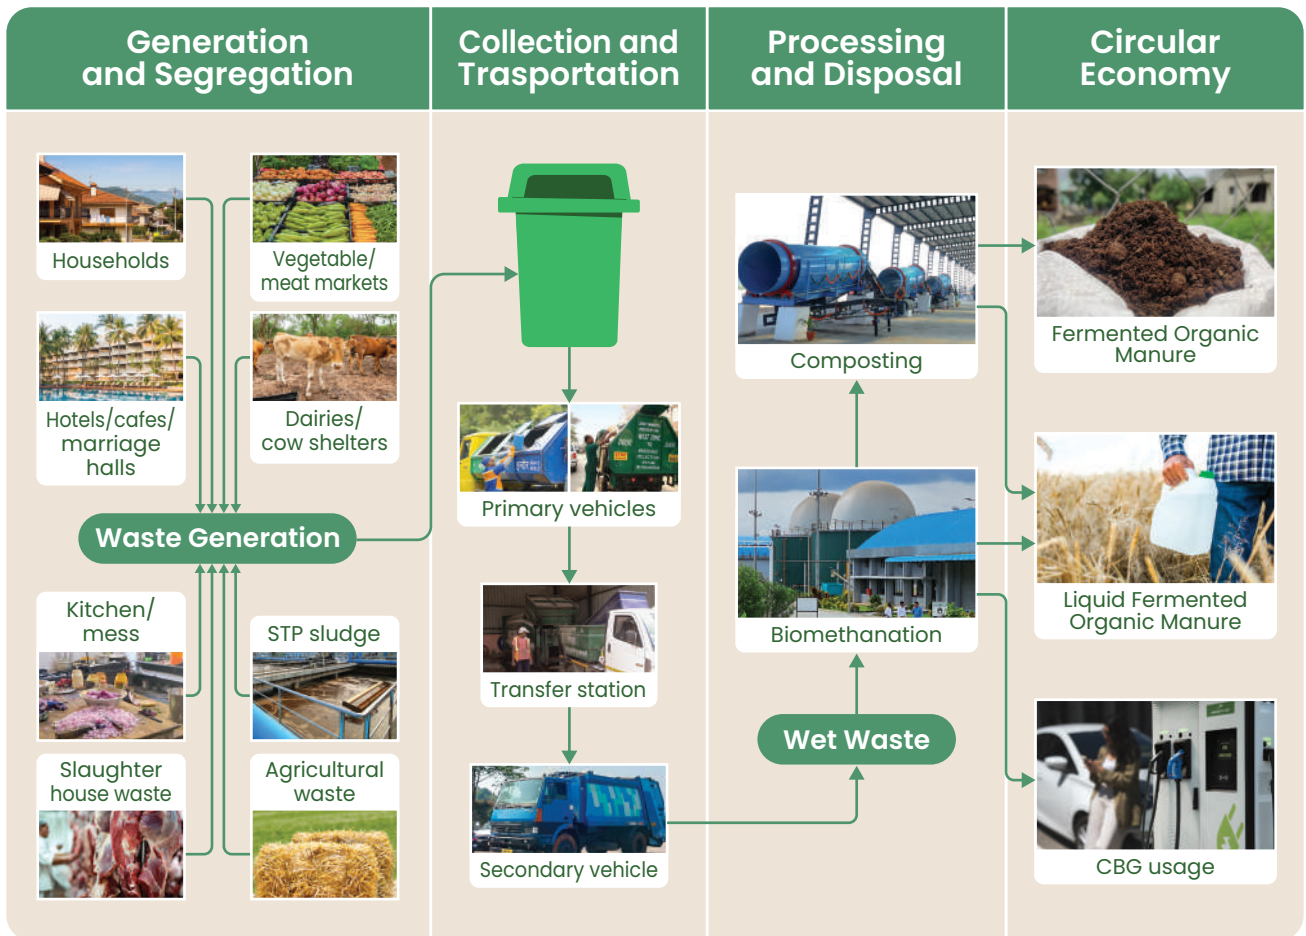 Generation
and Segregation
Collection and
Trasportation
Processing
and Disposal
Circular
Economy
Households
Vegetable/
meat markets
Hotels/cafes/
marriage
halls
Dairies/
cow shelters
Waste Generation
Kitchen/
mess
STP sludge
Slaughter
house waste
Agricultural
waste
Primary vehicles
Transfer station
Secondary vehicle
Composting
Biomethanation
Wet Waste
Fermented Organic
Manure
Liquid Fermented
Organic Manure
CBG usage